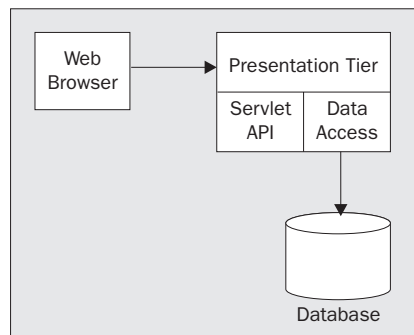 Web
Browser
Presentation Tier
Servlet
API
Data
Access
Database